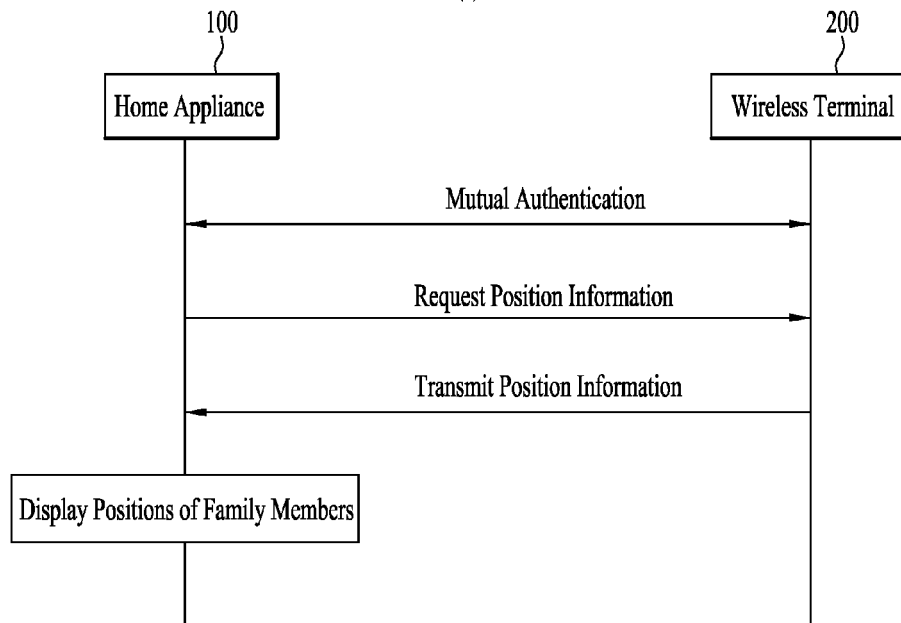 100
200
Home Appliance
Wireless Terminal
Mutual Authentication
Request Position Information
Transmit Position Information
Display Positions of Family Members